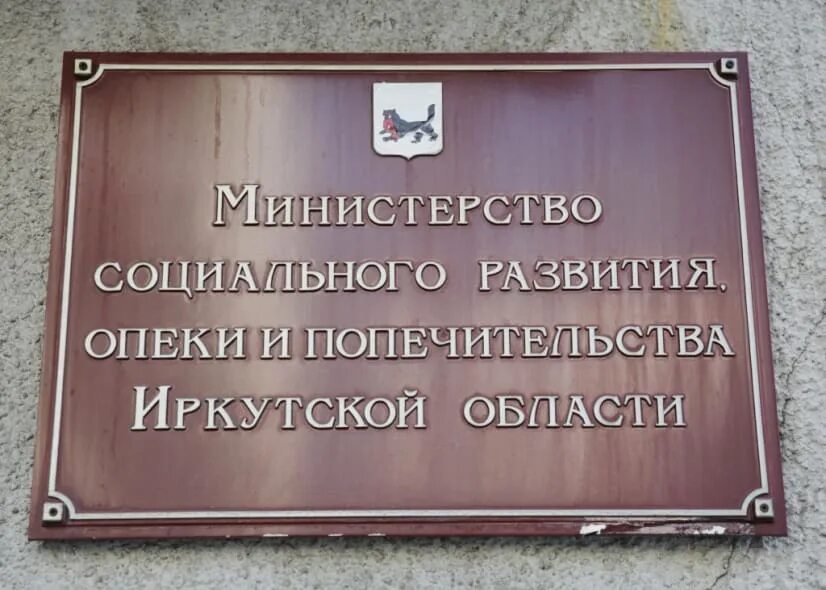 Министерство
социального развития,
опеки и попечительства
Иркутской области